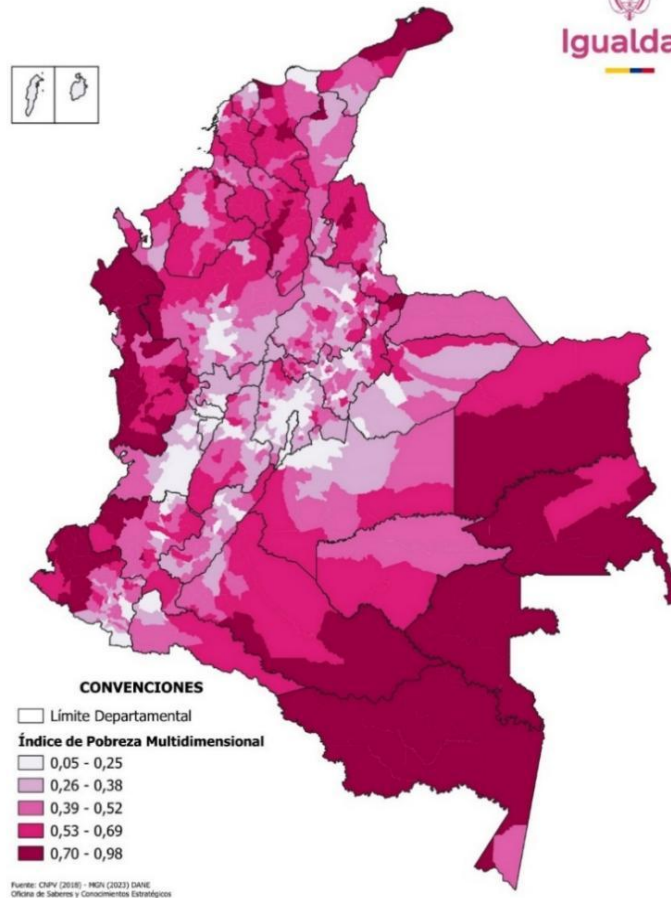 Igualda
CONVENCIONES
Límite Departamental
Índice de Pobreza Multidimensional
0,05 - 0,25
0,26 - 0,38
0,39 - 0,52
0,53 - 0,69
0,70 - 0,98
Fuente: CNPV (2018) - MGN (2023) DANE
Oficina de Saberes y Conocimientos Estratégicos